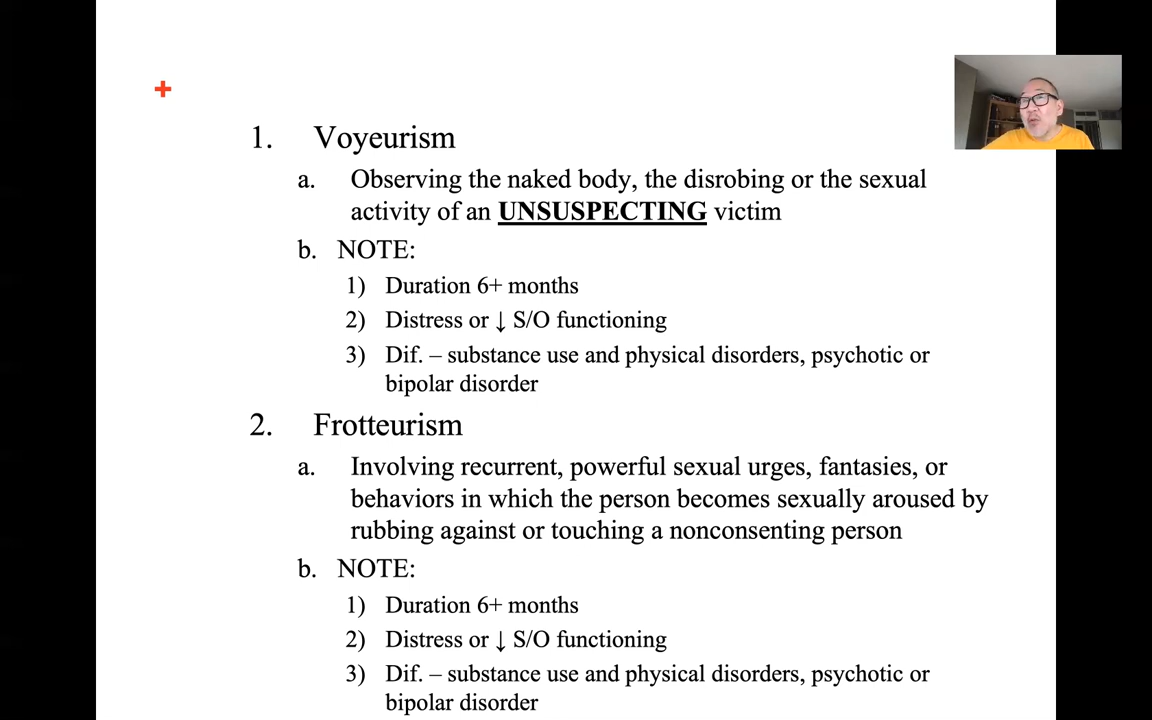 1. Voyeurism
a. Observing the naked body, the disrobing or the sexual
activity of an UNSUSPECTING victim
b. NOTE:
1) Duration 6+ months
2) Distress or ↓ S/O functioning
3) Dif. – substance use and physical disorders, psychotic or
bipolar disorder
2. Frotteurism
a. Involving recurrent, powerful sexual urges, fantasies, or
behaviors in which the person becomes sexually aroused by
rubbing against or touching a nonconsenting person
b. NOTE:
1) Duration 6+ months
2) Distress or ↓ S/O functioning
3) Dif. – substance use and physical disorders, psychotic or
bipolar disorder